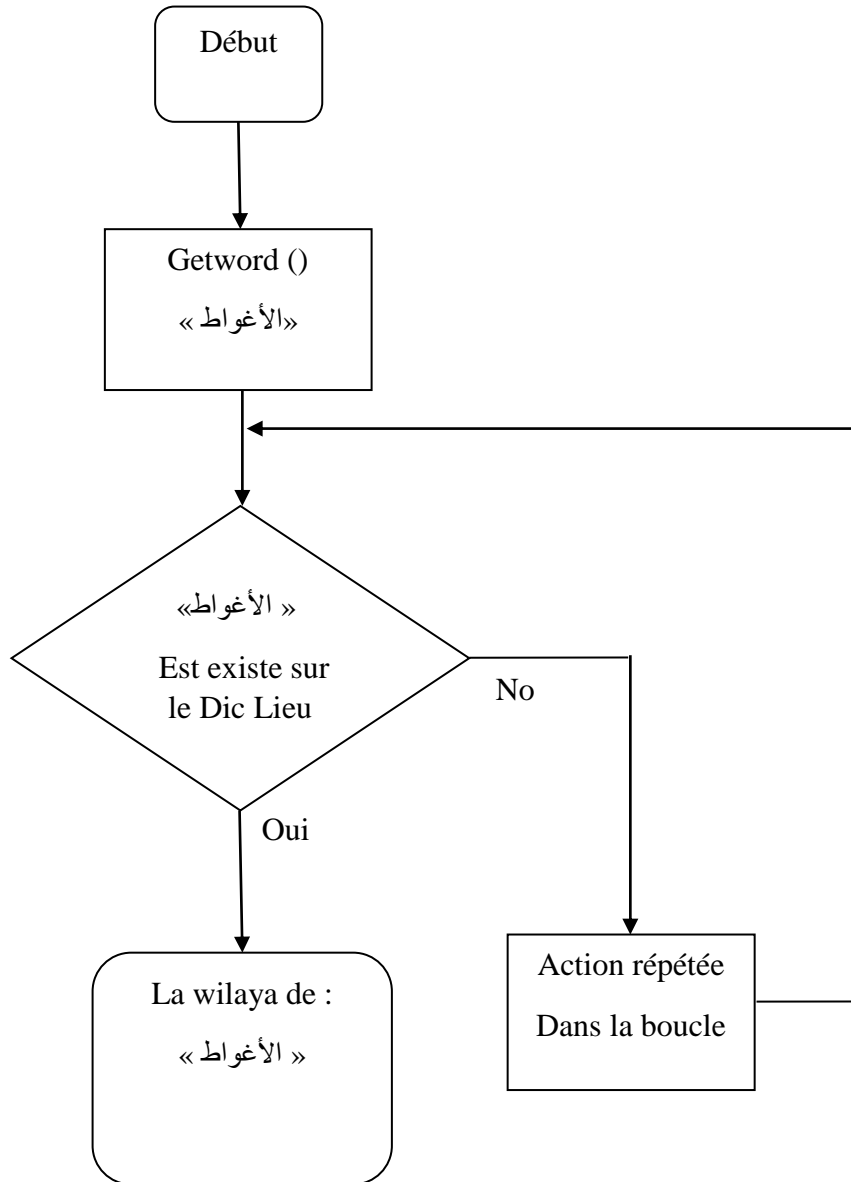 Début
Getword ()
«الأغواط »
« الأغواط»
Est existe sur
le Dic Lieu
No
Oui
La wilaya de :
« الأغواط »
Action répétée
Dans la boucle